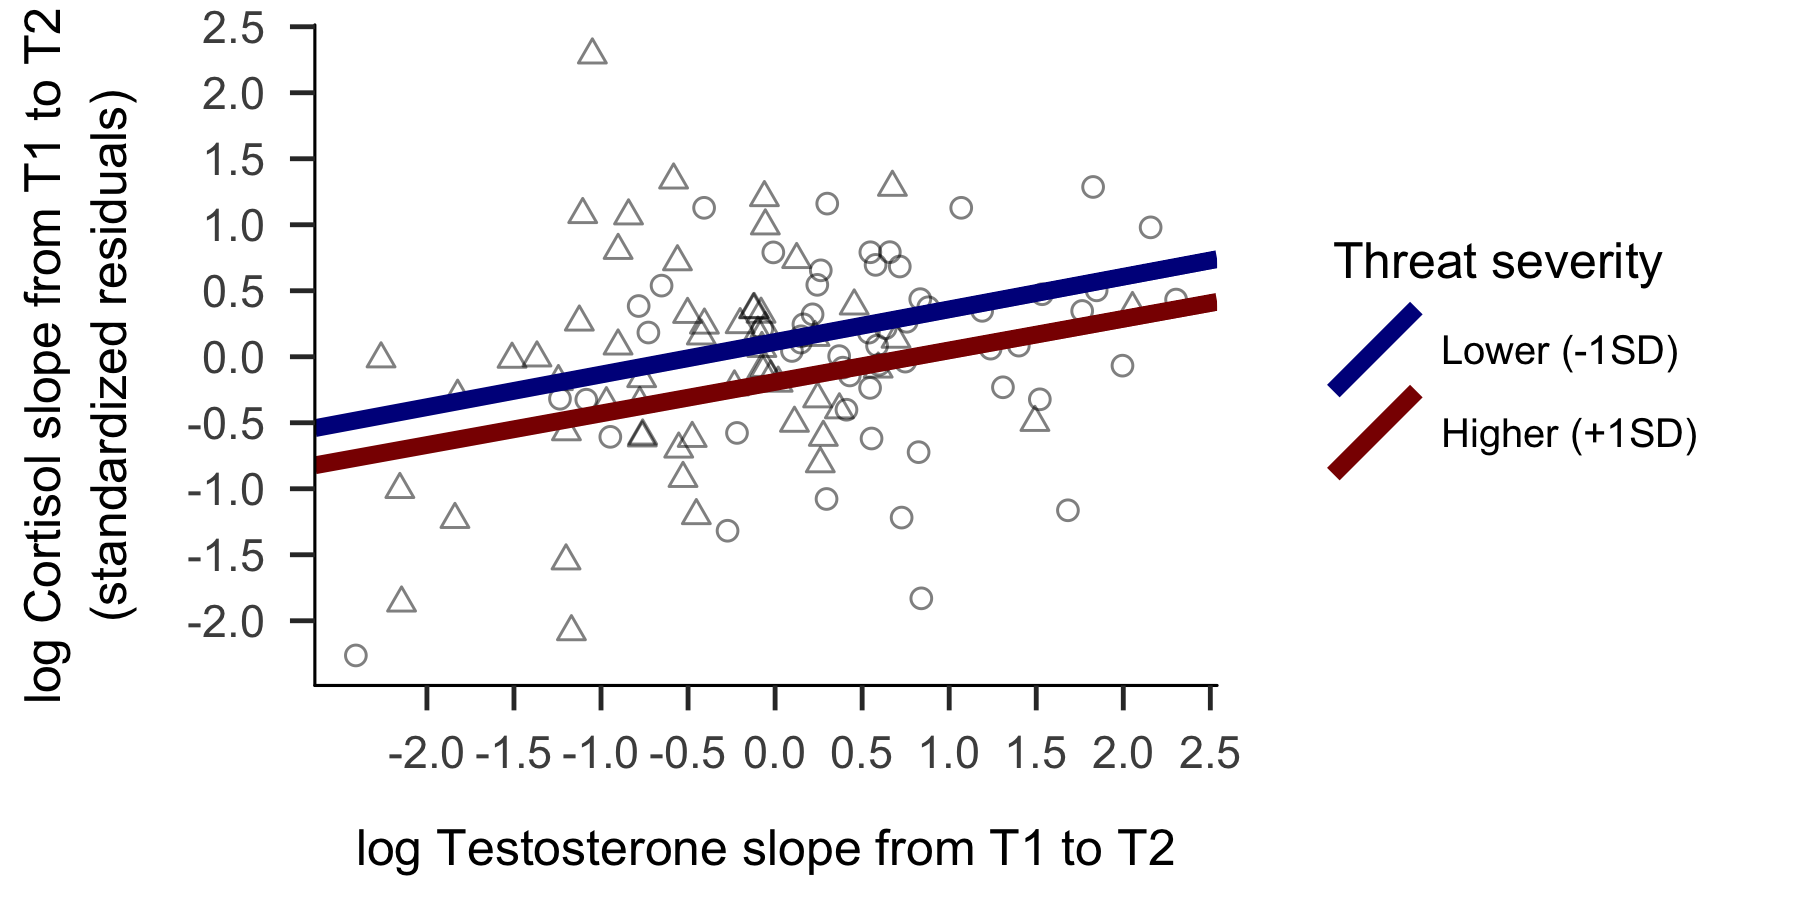 log Cortisol slope from T1 to T2
(standardized residuals)
2.5
2.0
1.5
1.0
0.5
0.0
-0.5
-1.0
-1.5
-2.0
-2.0 -1.5 -1.0 -0.5 0.0 0.5 1.0 1.5 2.0 2.5
log Testosterone slope from T1 to T2
Threat severity
Lower (-1SD)
Higher (+1SD)